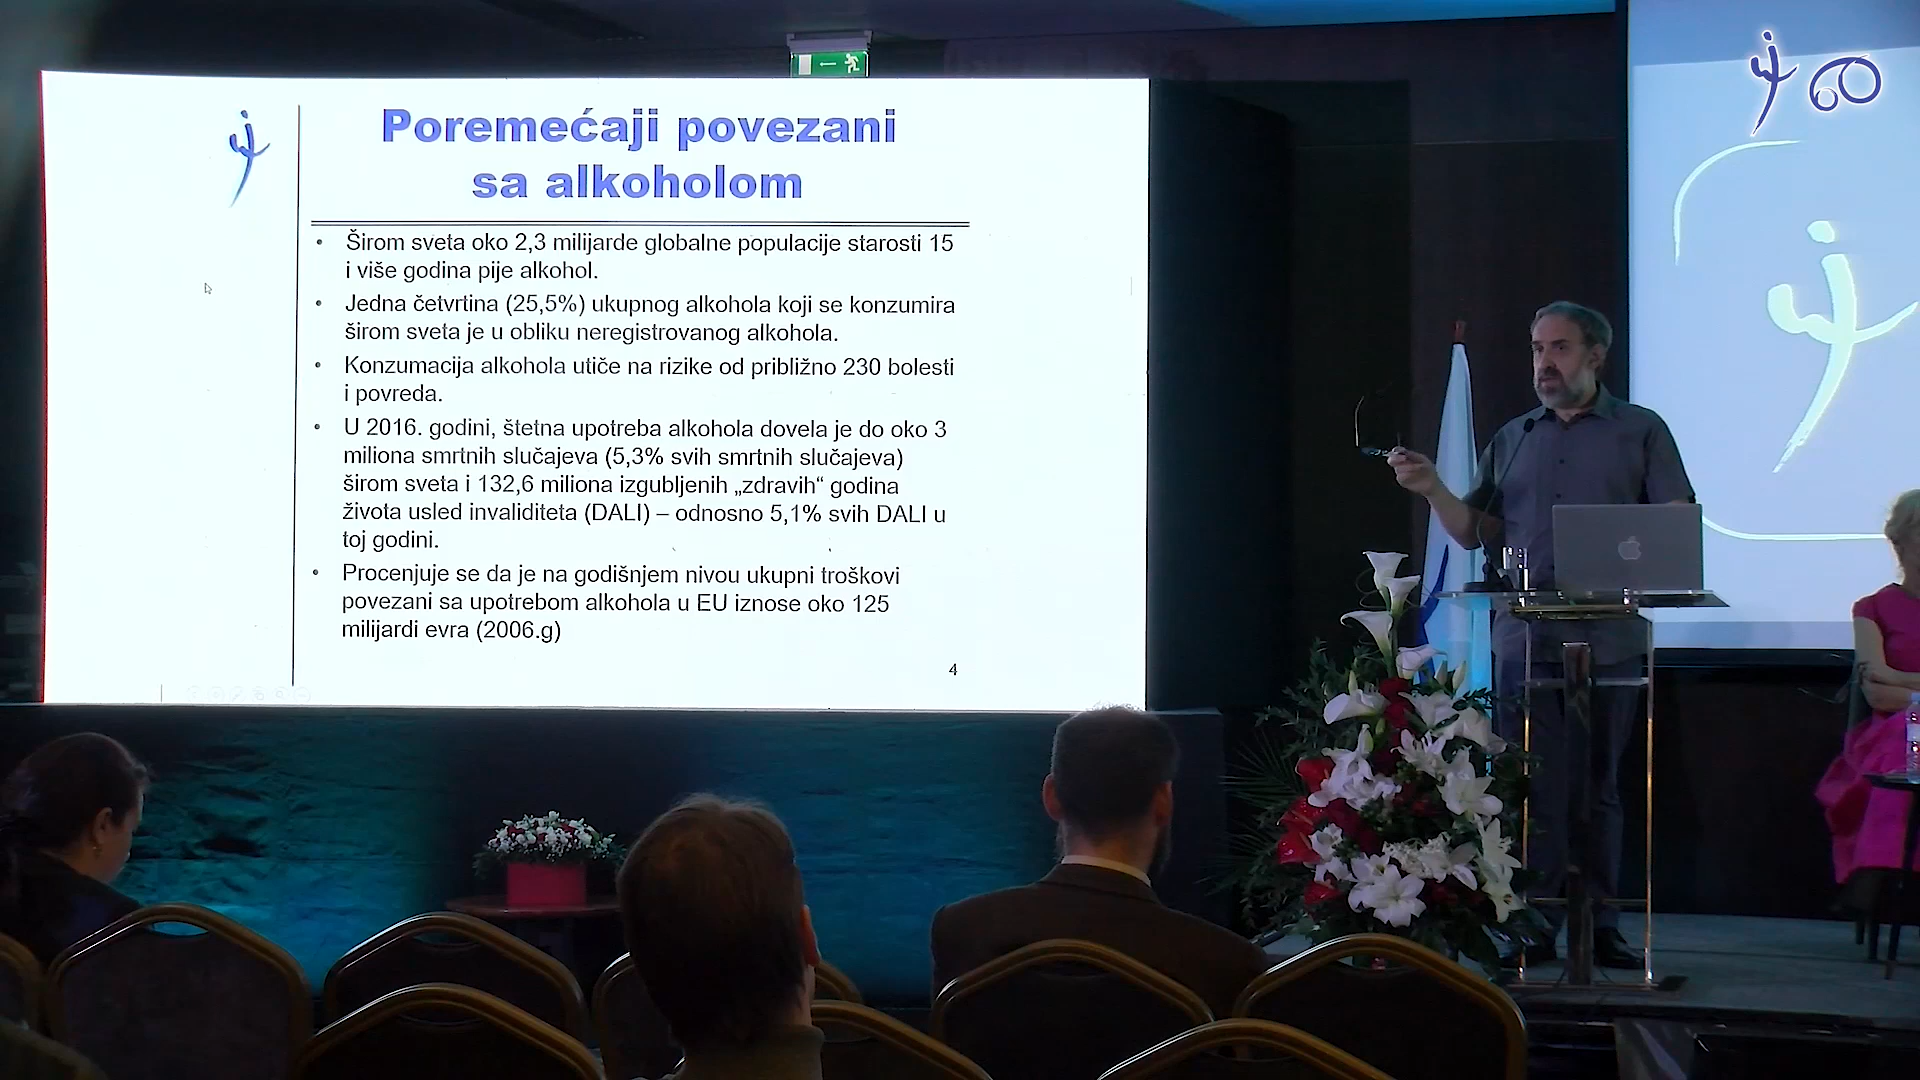 Poremećaji povezani
sa alkoholom
• Širom sveta oko 2,3 milijarde globalne populacije starosti 15
i više godina pije alkohol.
• Jedna četvrtina (25,5%) ukupnog alkohola koji se konzumira
širom sveta je u obliku neregistrovanog alkohola.
• Konzumacija alkohola utiče na rizike od približno 230 bolesti
i povreda.
• U 2016. godini, štetna upotreba alkohola dovela je do oko 3
miliona smrtnih slučajeva (5,3% svih smrtnih slučajeva)
širom sveta i 132,6 miliona izgubljenih „zdravih“ godina
života usled invaliditeta (DALI) – odnosno 5,1% svih DALI u
toj godini.
• Procenjuje se da je na godišnjem nivou ukupni troškovi
povezani sa upotrebom alkohola u EU iznose oko 125
milijardi evra (2006.g)
4
60